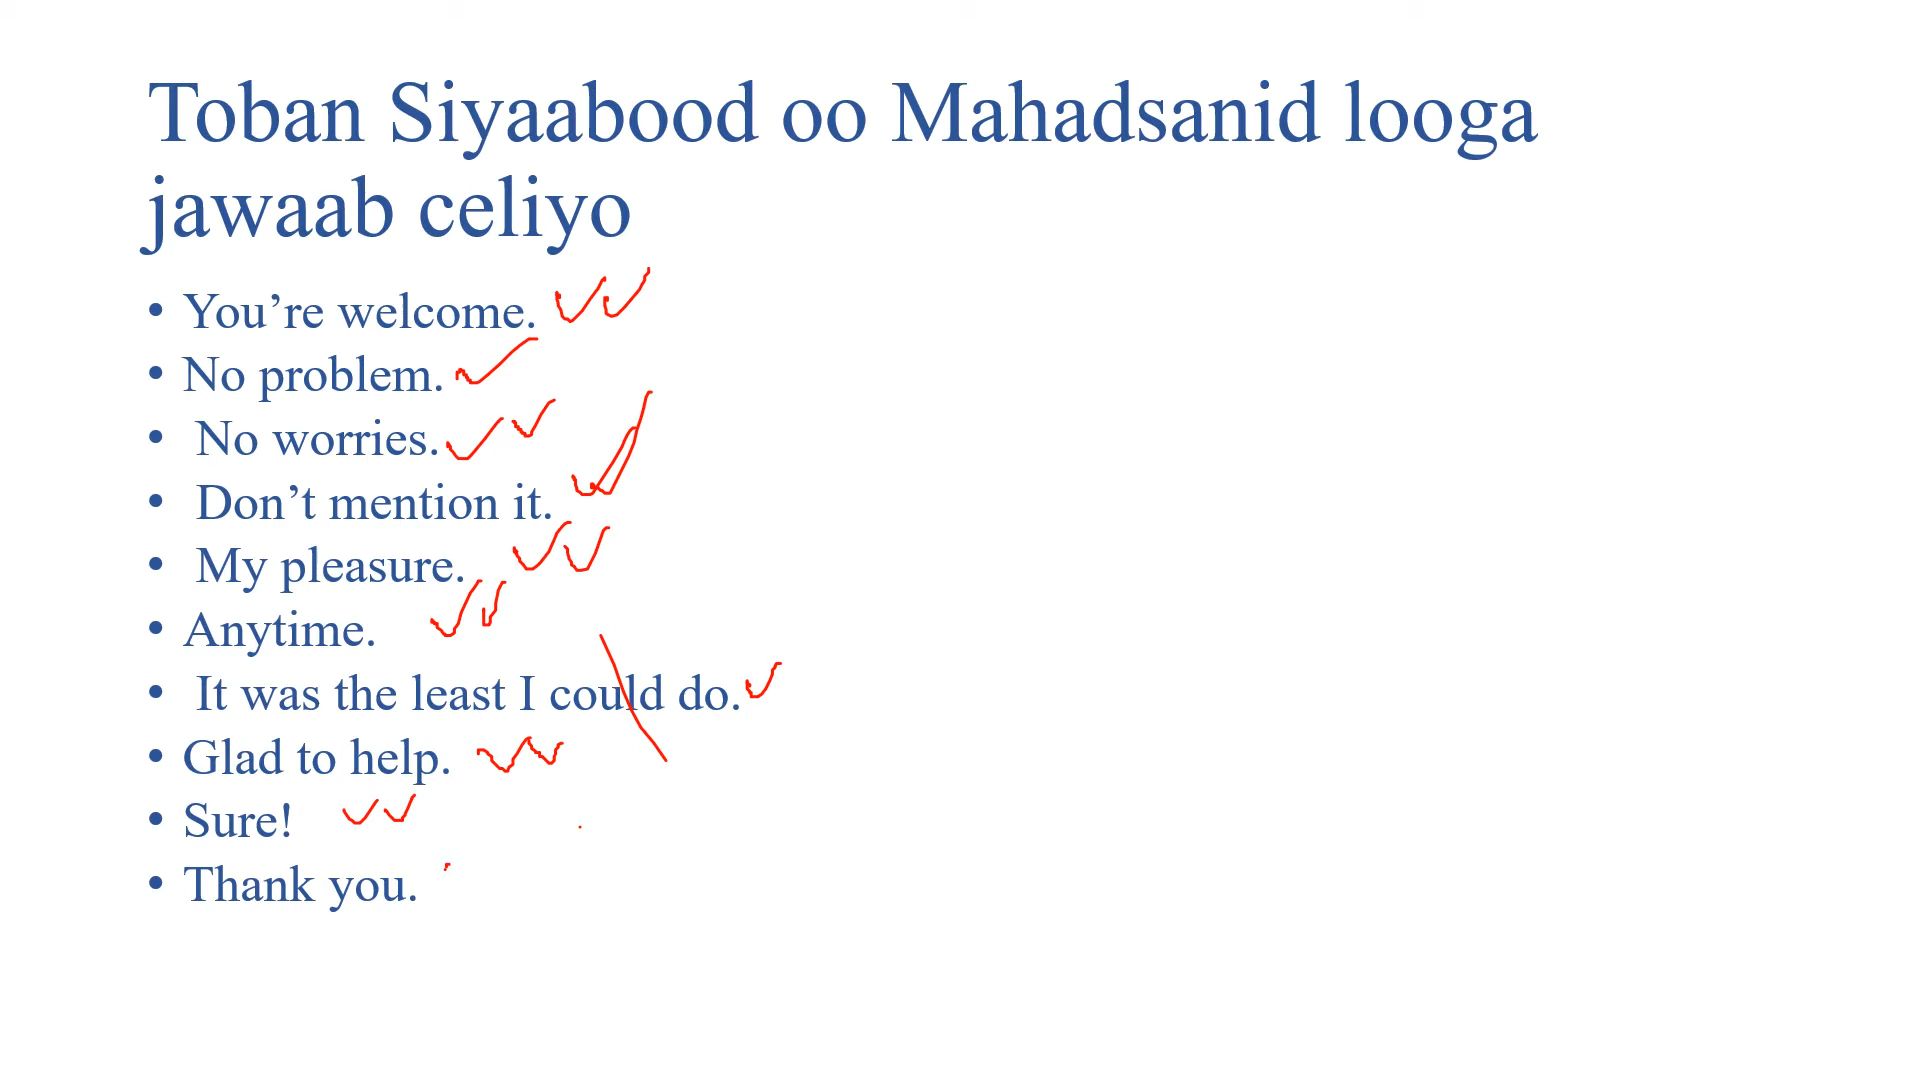 Toban Siyaabood oo Mahadsanid looga
jawaab celiyo
• You’re welcome.
• No problem.
• No worries.
• Don’t mention it.
• My pleasure.
• Anytime.
• It was the least I could do.
• Glad to help.
• Sure!
• Thank you.